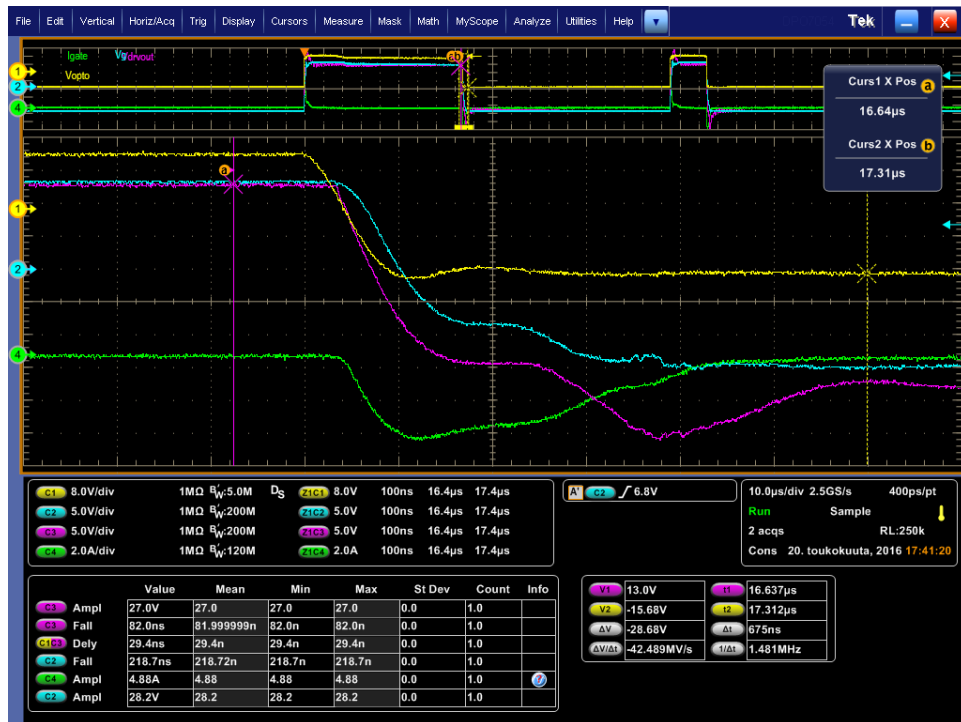 File Edit Vertical Horiz/Acq Trig Display Cursors Measure Mask Math MyScope Analyze Utilities Help Tek X
Igate Vg drvout
Vopto
ab
1
2
4
Curs1 X Pos a
16.64µs
Curs2 X Pos b
17.31µs
a
1
2
4
C1 8.0V/div 1MΩ BW:5.0M DS Z1C1 8.0V 100ns 16.4µs 17.4µs
C2 5.0V/div 1MΩ BW:200M Z1C2 5.0V 100ns 16.4µs 17.4µs
C3 5.0V/div 1MΩ BW:200M Z1C3 5.0V 100ns 16.4µs 17.4µs
C4 2.0A/div 1MΩ BW:120M Z1C4 2.0A 100ns 16.4µs 17.4µs
A' C2 6.8V
10.0µs/div 2.5GS/s 400ps/pt
Run Sample
2 acqs RL:250k
Cons 20. toukokuuta, 2016 17:41:20
Value Mean Min Max St Dev Count Info
C3 Ampl 27.0V 27.0 27.0 27.0 0.0 1.0
C3 Fall 82.0ns 81.999999n 82.0n 82.0n 0.0 1.0
C1C3 Dely 29.4ns 29.4n 29.4n 29.4n 0.0 1.0
C2 Fall 218.7ns 218.72n 218.7n 218.7n 0.0 1.0
C4 Ampl 4.88A 4.88 4.88 4.88 0.0 1.0
C2 Ampl 28.2V 28.2 28.2 28.2 0.0 1.0
V1 13.0V t1 16.637µs
V2 -15.68V t2 17.312µs
ΔV -28.68V Δt 675ns
ΔV/Δt -42.489MV/s 1/Δt 1.481MHz